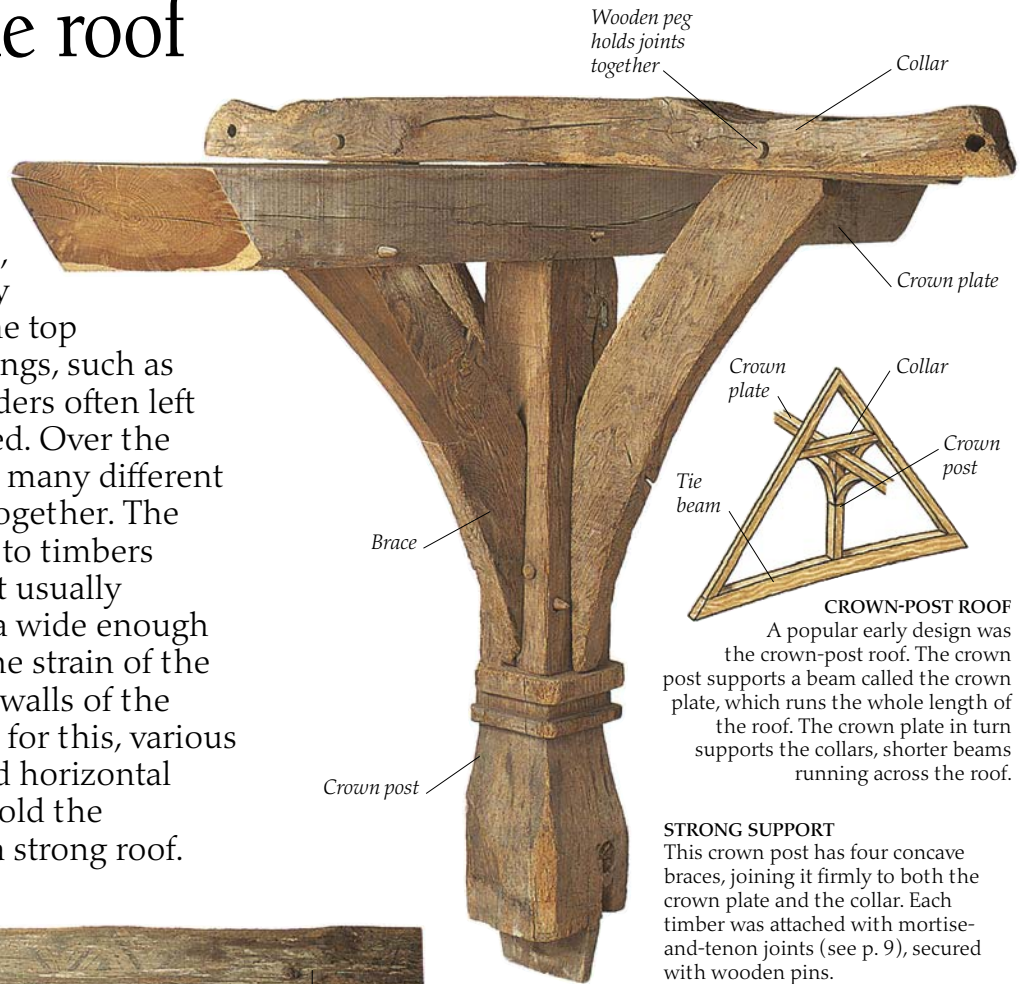 e roof
,
y
e top
ings, such as
ders often left
ed. Over the
many different
ogether. The
to timbers
t usually
a wide enough
he strain of the
walls of the
for this, various
d horizontal
old the
strong roof.
Wooden peg
holds joints
together
Collar
Crown plate
Brace
Crown post
Crown
plate
Collar
Crown
post
Tie
beam
CROWN-POST ROOF
A popular early design was
the crown-post roof. The crown
post supports a beam called the crown
plate, which runs the whole length of
the roof. The crown plate in turn
supports the collars, shorter beams
running across the roof.
STRONG SUPPORT
This crown post has four concave
braces, joining it firmly to both the
crown plate and the collar. Each
timber was attached with mortise-
and-tenon joints (see p. 9), secured
with wooden pins.